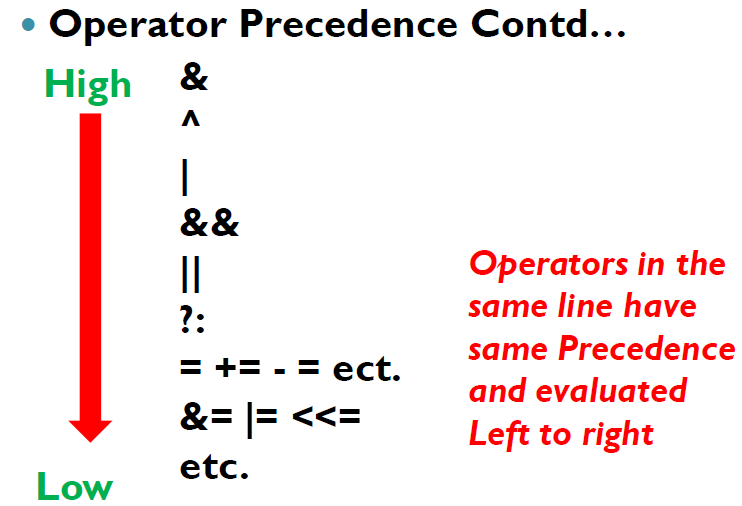 • Operator Precedence Contd...
High
&
^
|
&&
||
?:
= += - = ect.
&= |= <<=
etc.
Low
Operators in the
same line have
same Precedence
and evaluated
Left to right